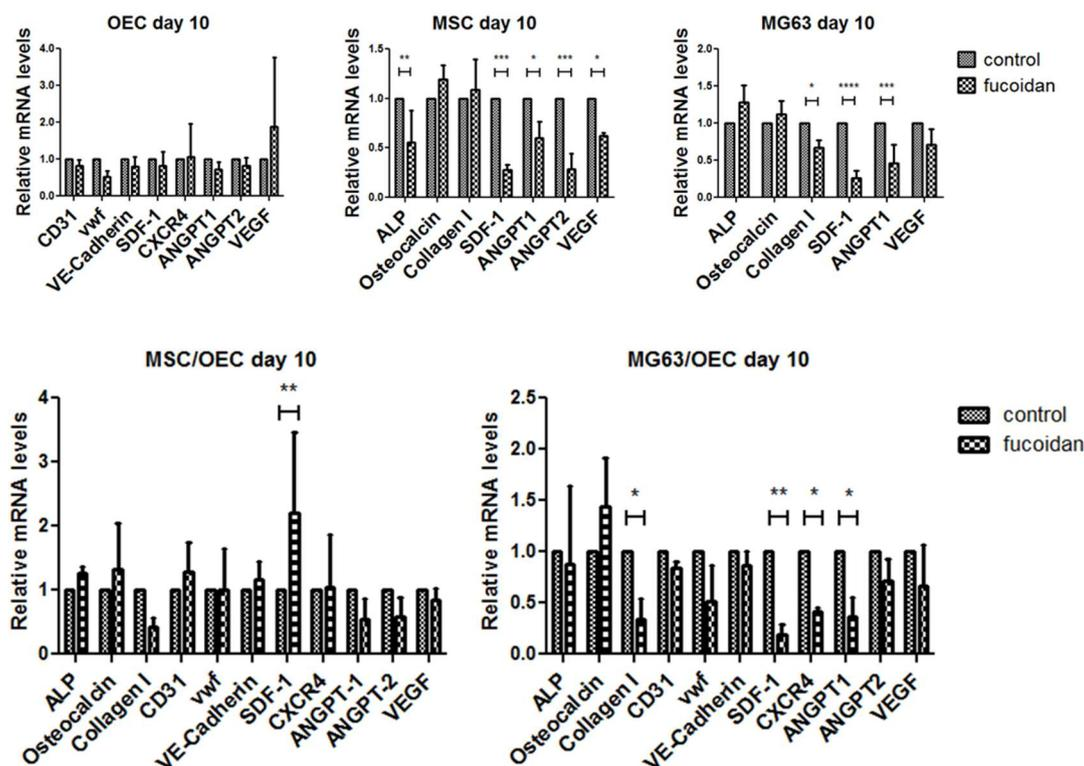 OEC day 10
Relative mRNA levels
4.0
3.0
2.0
1.0
0.0
CD31
vwf
VE-Cadherin
SDF-1
CXCR4
ANGPT1
ANGPT2
VEGF
MSC day 10
Relative mRNA levels
1.5
1.0
0.5
0.0
**
***
*
***
*
ALP
Osteocalcin
Collagen I
SDF-1
ANGPT1
ANGPT2
VEGF
MG63 day 10
Relative mRNA levels
2.0
1.5
1.0
0.5
0.0
*
****
***
ALP
Osteocalcin
Collagen I
SDF-1
ANGPT1
VEGF
control
fucoidan
MSC/OEC day 10
Relative mRNA levels
4
3
2
1
0
**
ALP
Osteocalcin
Collagen I
CD31
vwf
VE-Cadherin
SDF-1
CXCR4
ANGPT-1
ANGPT-2
VEGF
MG63/OEC day 10
Relative mRNA levels
2.5
2.0
1.5
1.0
0.5
0.0
*
**
*
*
ALP
Osteocalcin
Collagen I
CD31
vwf
VE-Cadherin
SDF-1
CXCR4
ANGPT1
ANGPT2
VEGF
control
fucoidan